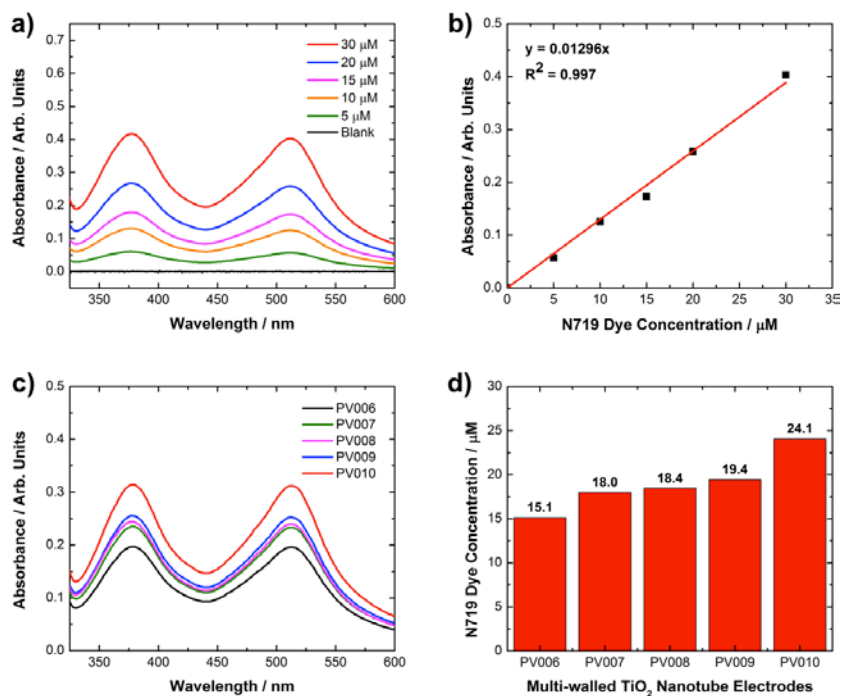 a)
0.7
0.6
0.5
0.4
0.3
0.2
0.1
0.0
Absorbance / Arb. Units
30 μM
20 μM
15 μM
10 μM
5 μM
Blank
350 400 450 500 550 600
Wavelength / nm
b)
0.5
0.4
0.3
0.2
0.1
0.0
Absorbance / Arb. Units
y = 0.01296x
R² = 0.997
0 5 10 15 20 25 30 35
N719 Dye Concentration / μM
c)
0.5
0.4
0.3
0.2
0.1
0.0
Absorbance / Arb. Units
PV006
PV007
PV008
PV009
PV010
350 400 450 500 550 600
Wavelength / nm
d)
30
25
20
15
10
5
0
N719 Dye Concentration / μM
15.1 18.0 18.4 19.4 24.1
PV006 PV007 PV008 PV009 PV010
Multi-walled TiO₂ Nanotube Electrodes